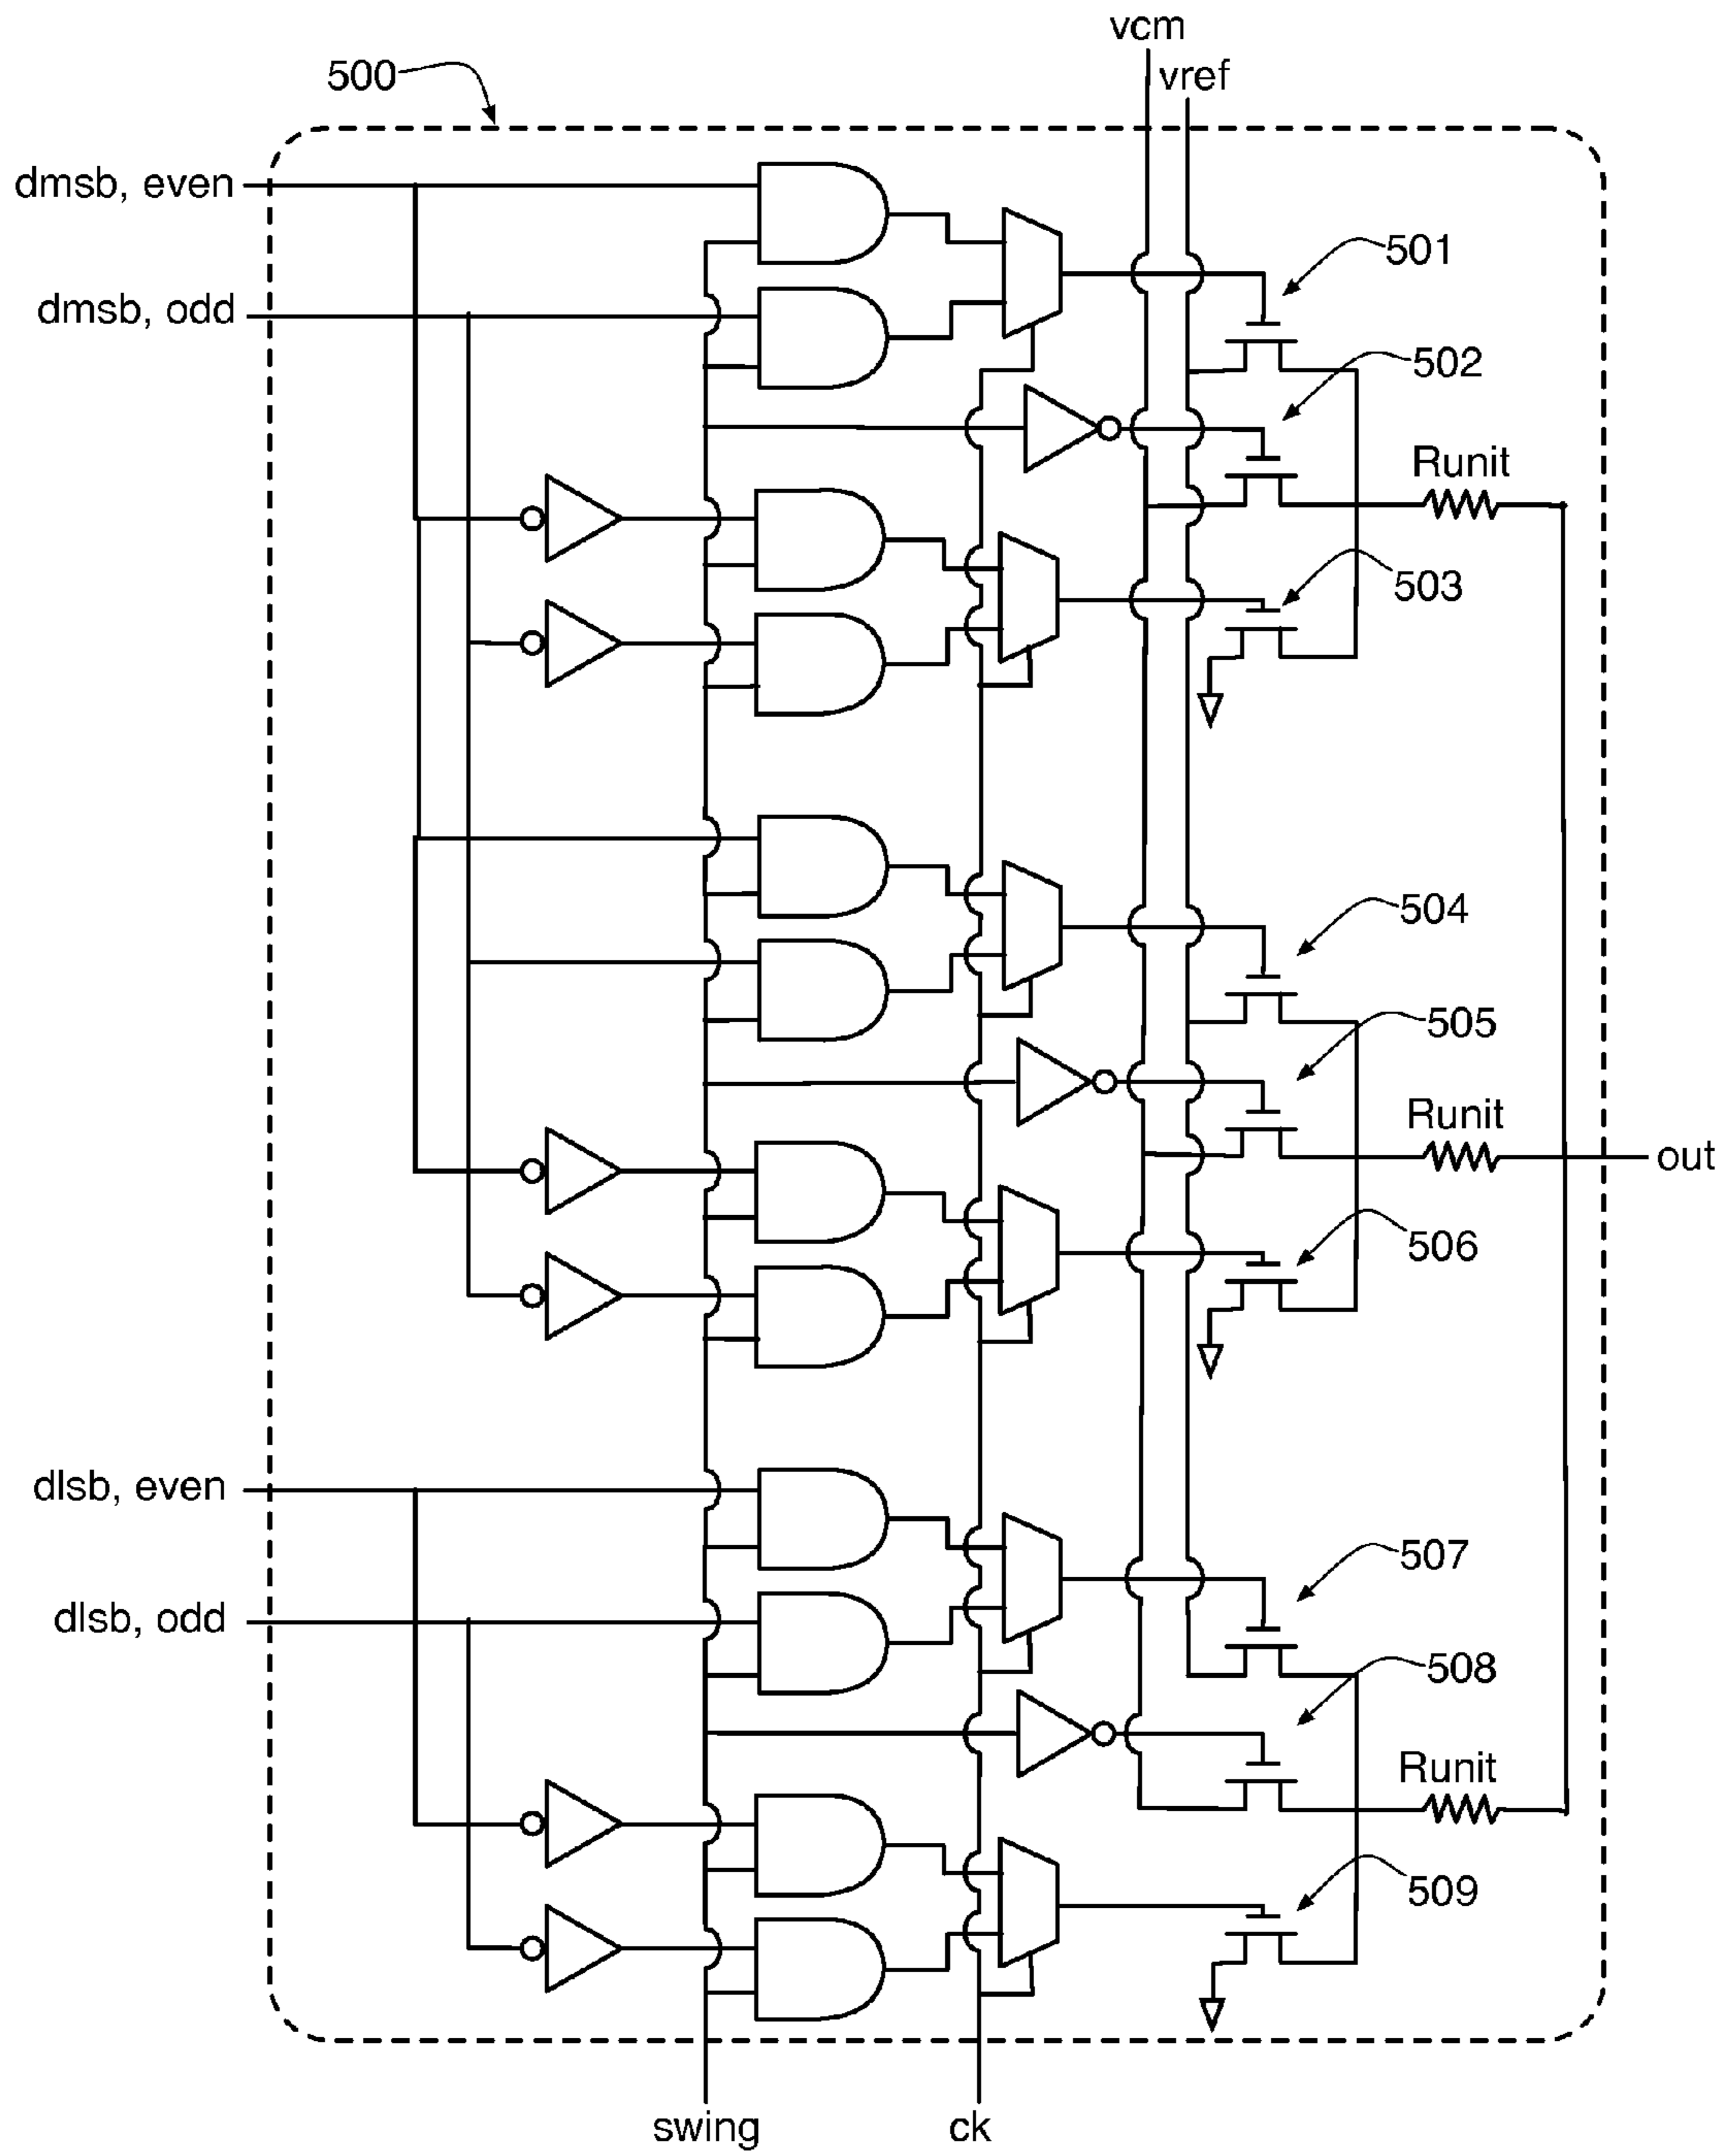 vcm
500
vref
dmsb, even
501
dmsb, odd
502
Runit
503
504
505
Runit
out
506
dlsb, even
507
dlsb, odd
508
Runit
509
swing
ck